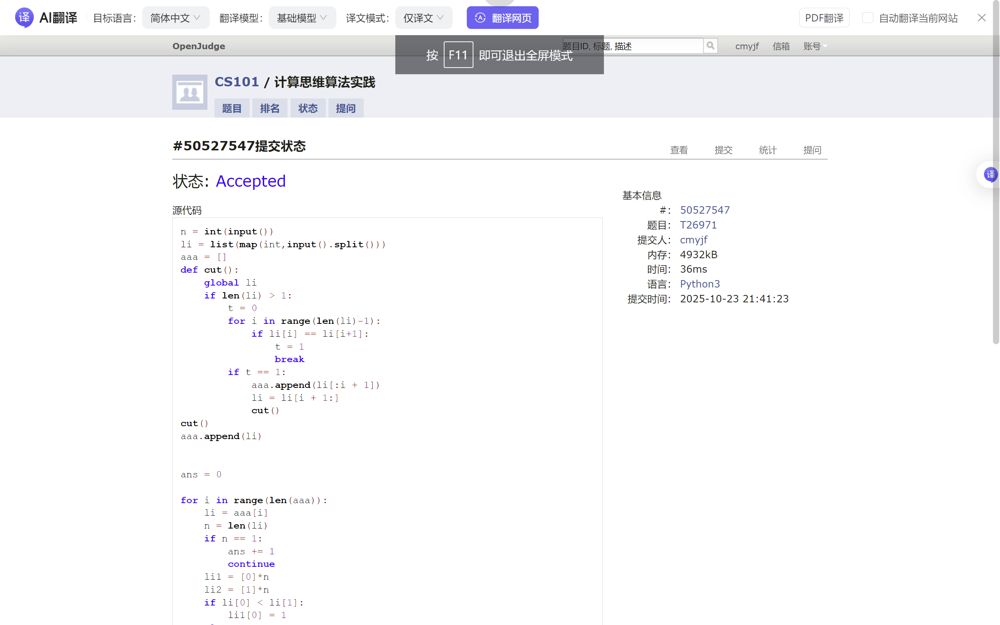 译 AI翻译 目标语言： 简体中文 翻译模型： 基础模型 译文模式： 仅译文 翻译网页 PDF翻译 自动翻译当前网站
OpenJudge 题目ID, 标题, 描述 cmyjf 信箱 账号
按 F11 即可退出全屏模式
CS101 / 计算思维算法实践
题目 排名 状态 提问
#50527547提交状态
查看 提交 统计 提问
状态: Accepted
译
源代码
n = int(input())
li = list(map(int,input().split()))
aaa = []
def cut():
    global li
    if len(li) > 1:
        t = 0
        for i in range(len(li)-1):
            if li[i] == li[i+1]:
                t = 1
                break
        if t == 1:
            aaa.append(li[:i + 1])
            li = li[i + 1:]
            cut()
cut()
aaa.append(li)
ans = 0
for i in range(len(aaa)):
    li = aaa[i]
    n = len(li)
    if n == 1:
        ans += 1
        continue
    li1 = [0]*n
    li2 = [1]*n
    if li[0] < li[1]:
        li1[0] = 1
基本信息
#: 50527547
题目: T26971
提交人: cmyjf
内存: 4932kB
时间: 36ms
语言: Python3
提交时间: 2025-10-23 21:41:23